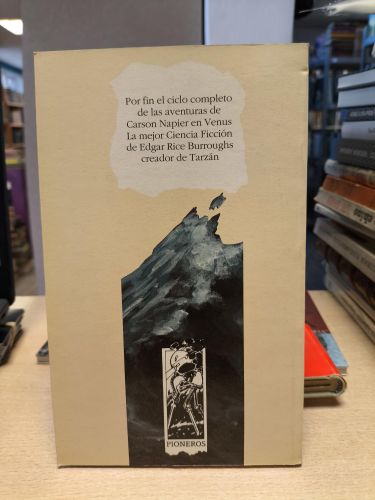 Por fin el ciclo completo
de las aventuras de
Carson Napier en Venus
La mejor Ciencia Ficción
de Edgar Rice Burroughs
creador de Tarzán
PIONEROS